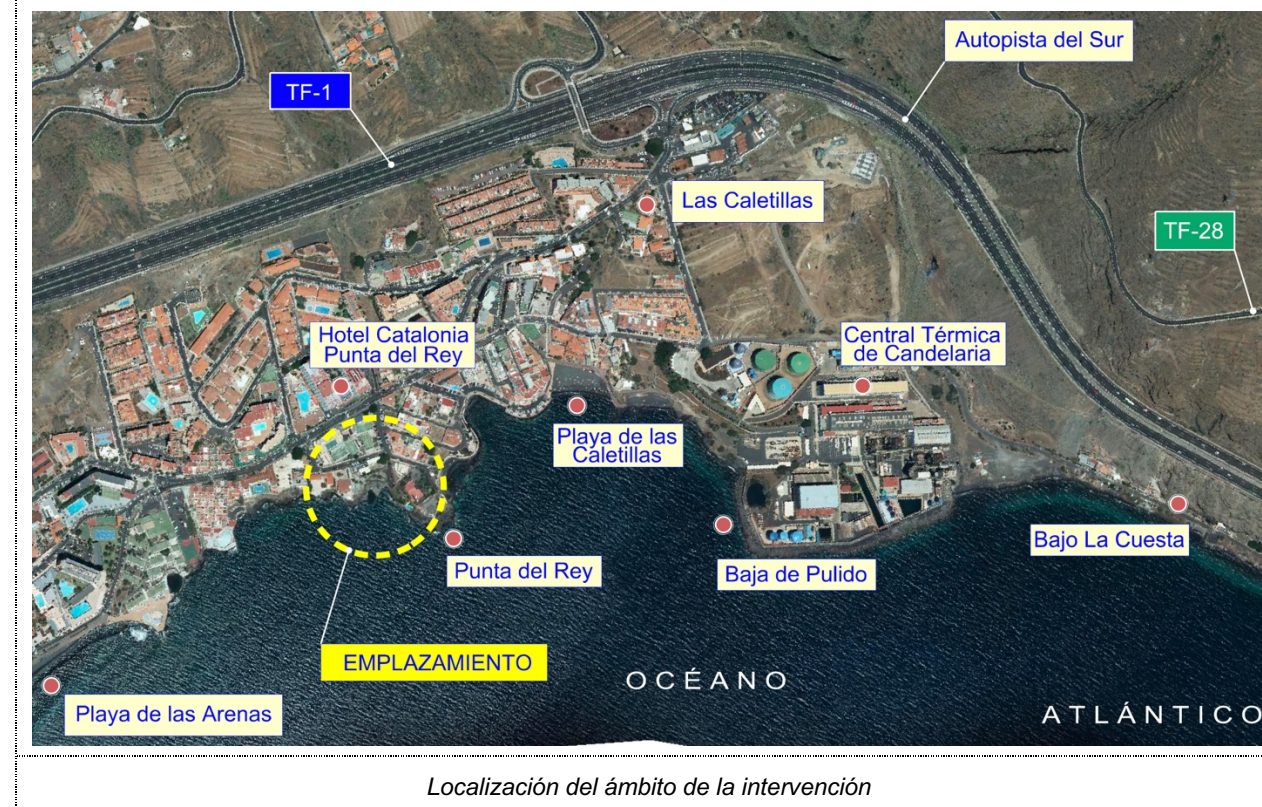 Autopista del Sur
TF-1
Las Caletillas
TF-28
Hotel Catalonia
Punta del Rey
Central Térmica
de Candelaria
Playa de las
Caletillas
Bajo La Cuesta
Punta del Rey
Baja de Pulido
EMPLAZAMIENTO
OCÉANO
Playa de las Arenas
ATLÁNTICO
Localización del ámbito de la intervención